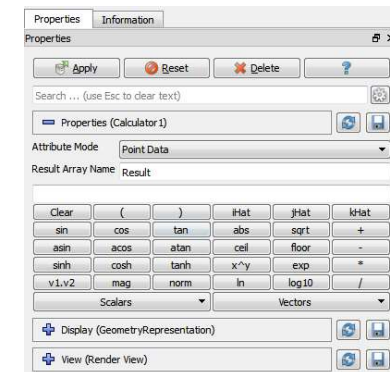 Properties Information
Properties
Apply Reset Delete ?
Search ... (use Esc to clear text)
Properties (Calculator1)
Attribute Mode Point Data
Result Array Name Result
Clear ( ) iHat jHat kHat
sin cos tan abs sqrt +
asin acos atan ceil floor -
sinh cosh tanh x^y exp *
v1.v2 mag norm ln log10 /
Scalars Vectors
Display (GeometryRepresentation)
View (Render View)